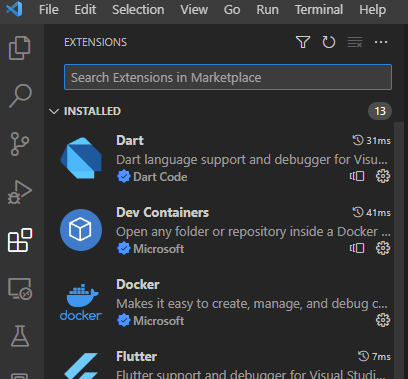 File Edit Selection View Go Run Terminal Help
EXTENSIONS
Search Extensions in Marketplace
INSTALLED 13
Dart 31ms
Dart language support and debugger for Visu...
Dart Code
Dev Containers 41ms
Open any folder or repository inside a Docker ...
Microsoft
Docker
Makes it easy to create, manage, and debug c...
docker
Microsoft
Flutter 7ms
Flutter support and debugger for Visual Studi...